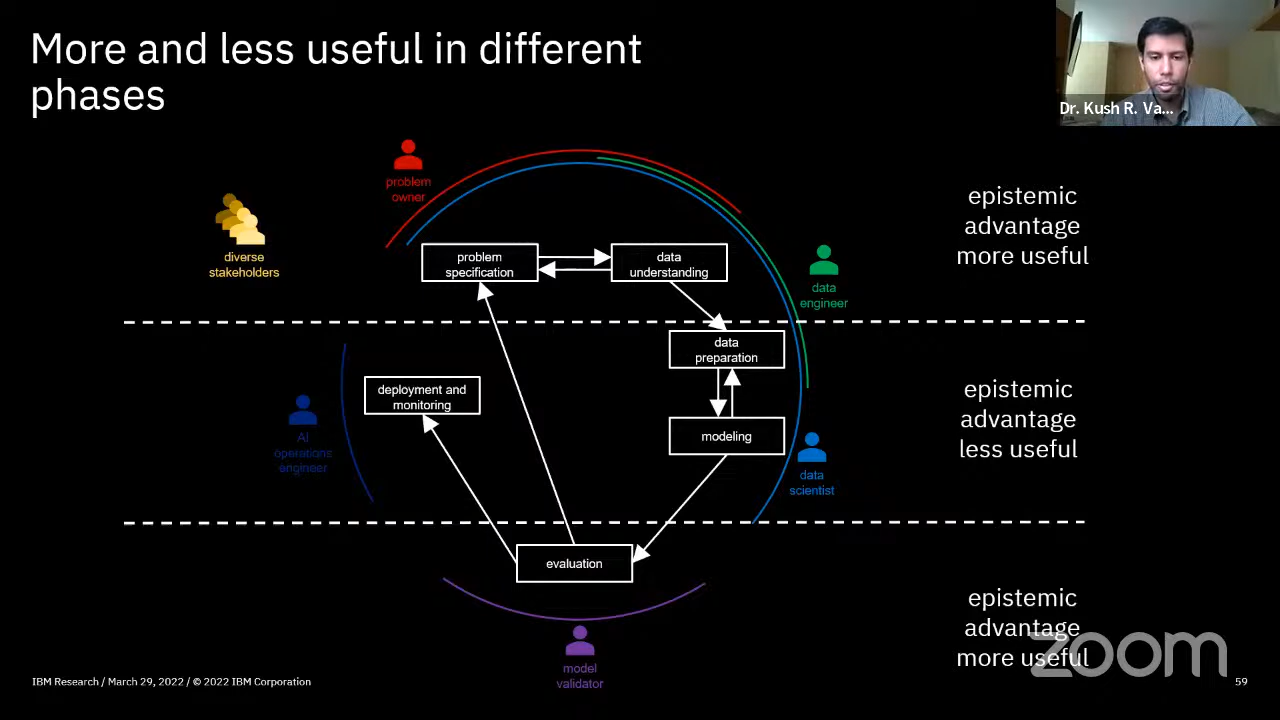 More and less useful in different
phases
Dr. Kush R. Va...
problem
owner
diverse
stakeholders
epistemic
advantage
more useful
problem
specification
data
understanding
data
engineer
data
preparation
deployment and
monitoring
epistemic
advantage
less useful
AI
operations
engineer
modeling
data
scientist
evaluation
epistemic
advantage
more useful
zoom
model
validator
IBM Research / March 29, 2022 / © 2022 IBM Corporation
59